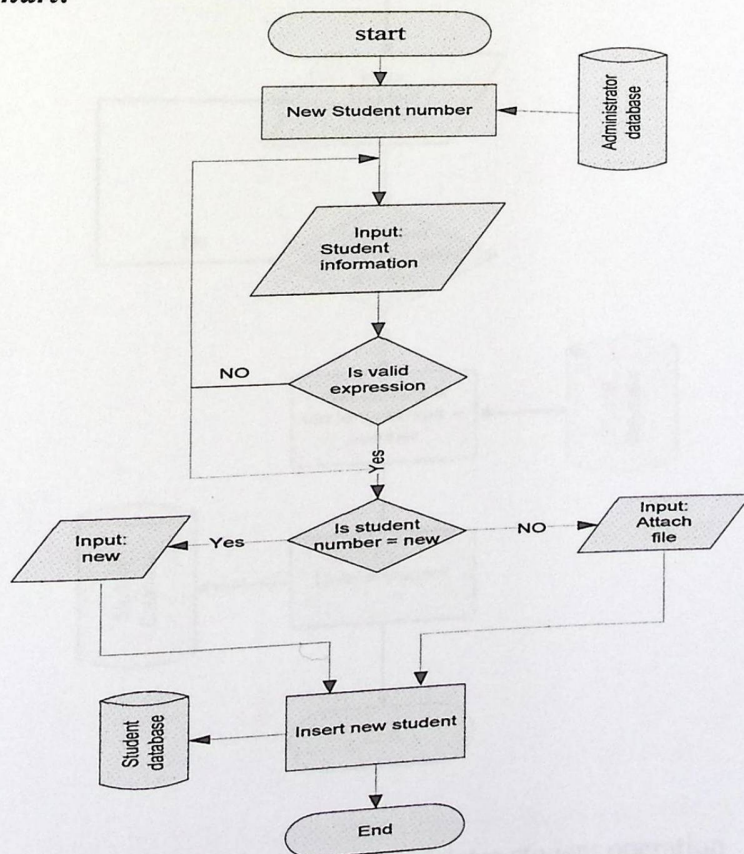 start
New Student number
Administrator
database
Input:
Student
information
Is valid
expression
NO
Yes
Is student
number = new
Yes
NO
Input:
new
Input:
Attach
file
Insert new student
Student
database
End
operation